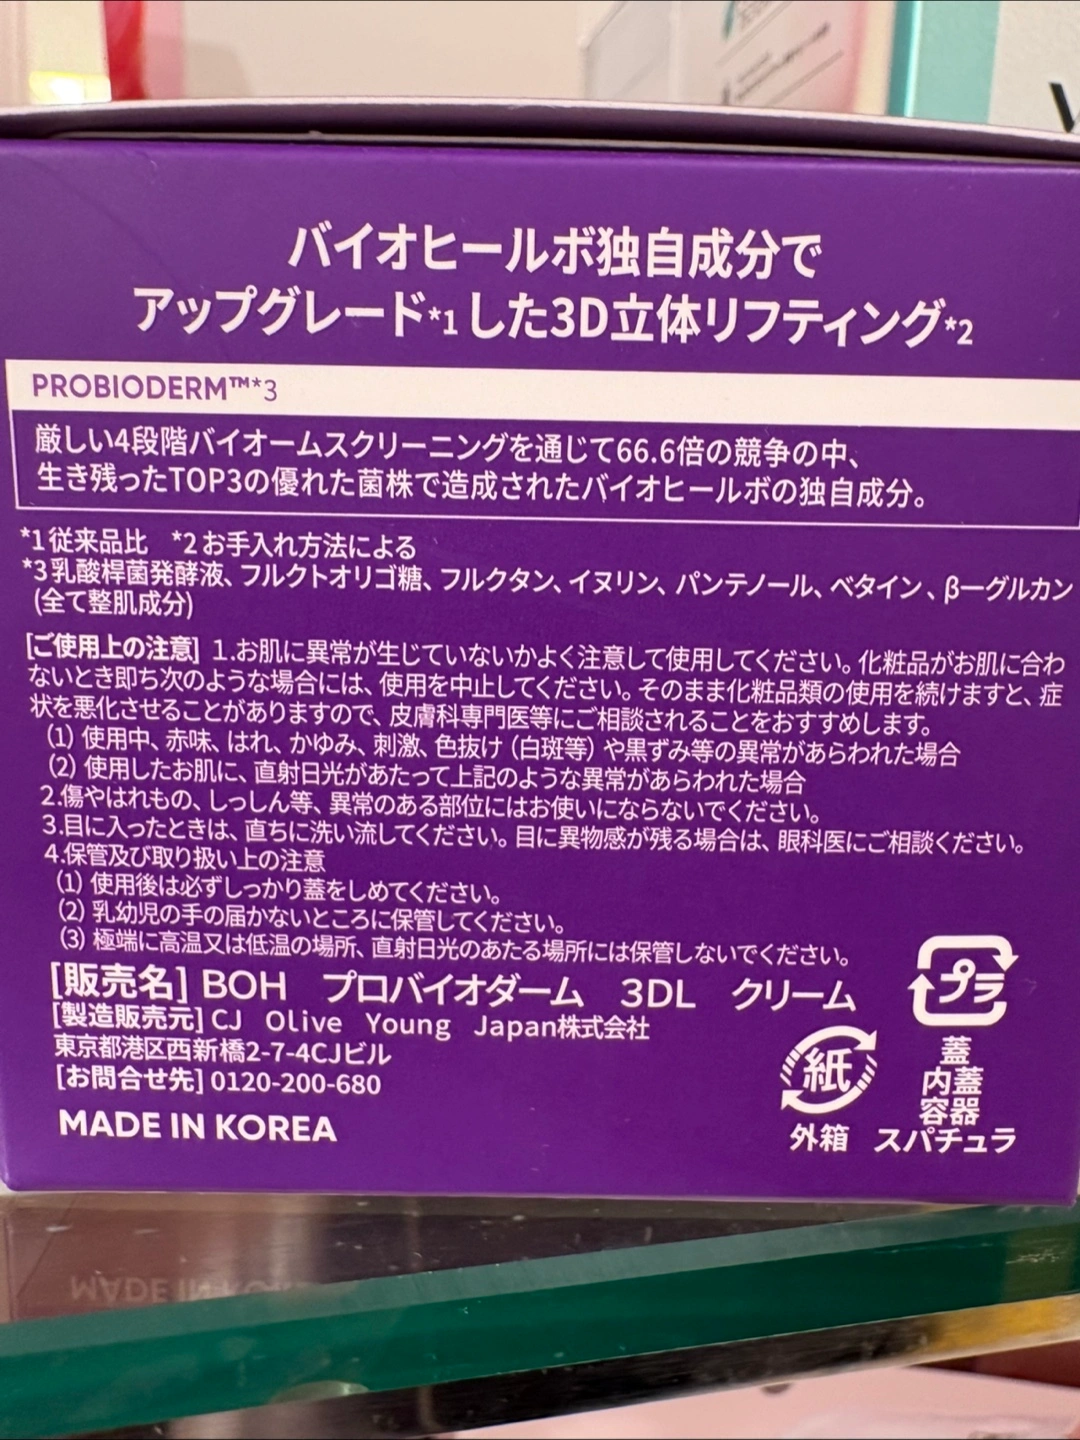 バイオヒールボ独自成分で
アップグレード*1した3D立体リフティング*2
PROBIODERM™*3
厳しい4段階バイオームスクリーニングを通じて66.6倍の競争の中、
生き残ったTOP3の優れた菌株で造成されたバイオヒールボの独自成分。
*1従来品比 *2お手入れ方法による
*3乳酸桿菌発酵液、フルクトオリゴ糖、フルクタン、イヌリン、パンテノール、ベタイン、βーグルカン
(全て整肌成分)
[ご使用上の注意] 1.お肌に異常が生じていないかよく注意して使用してください。化粧品がお肌に合わ
ないとき即ち次のような場合には、使用を中止してください。そのまま化粧品類の使用を続けますと、症
状を悪化させることがありますので、皮膚科専門医等にご相談されることをおすすめします。
(1) 使用中、赤味、はれ、かゆみ、刺激、色抜け(白斑等)や黒ずみ等の異常があらわれた場合
(2) 使用したお肌に、直射日光があたって上記のような異常があらわれた場合
2.傷やはれもの、しっしん等、異常のある部位にはお使いにならないでください。
3.目に入ったときは、直ちに洗い流してください。目に異物感が残る場合は、眼科医にご相談ください。
4.保管及び取り扱い上の注意
(1) 使用後は必ずしっかり蓋をしめてください。
(2) 乳幼児の手の届かないところに保管してください。
(3) 極端に高温又は低温の場所、直射日光のあたる場所には保管しないでください。
[販売名] BOH プロバイオダーム 3DL クリーム
[製造販売元] CJ Olive Young Japan株式会社
東京都港区西新橋2-7-4CJビル
[お問合せ先] 0120-200-680
MADE IN KOREA
紙
外箱
プラ
蓋
内蓋
容器
スパチュラ